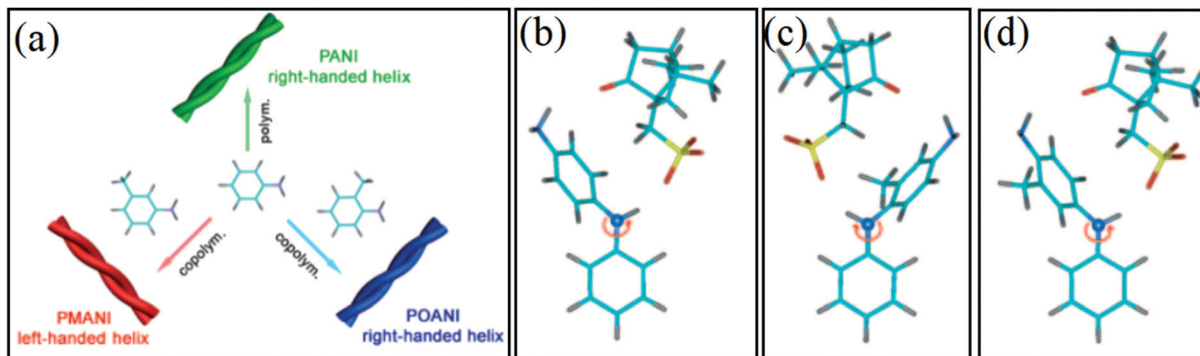 (a)
PANI
right-handed helix
polym.
copolym.
copolym.
PMANI
left-handed helix
POANI
right-handed helix
(b)
(c)
(d)